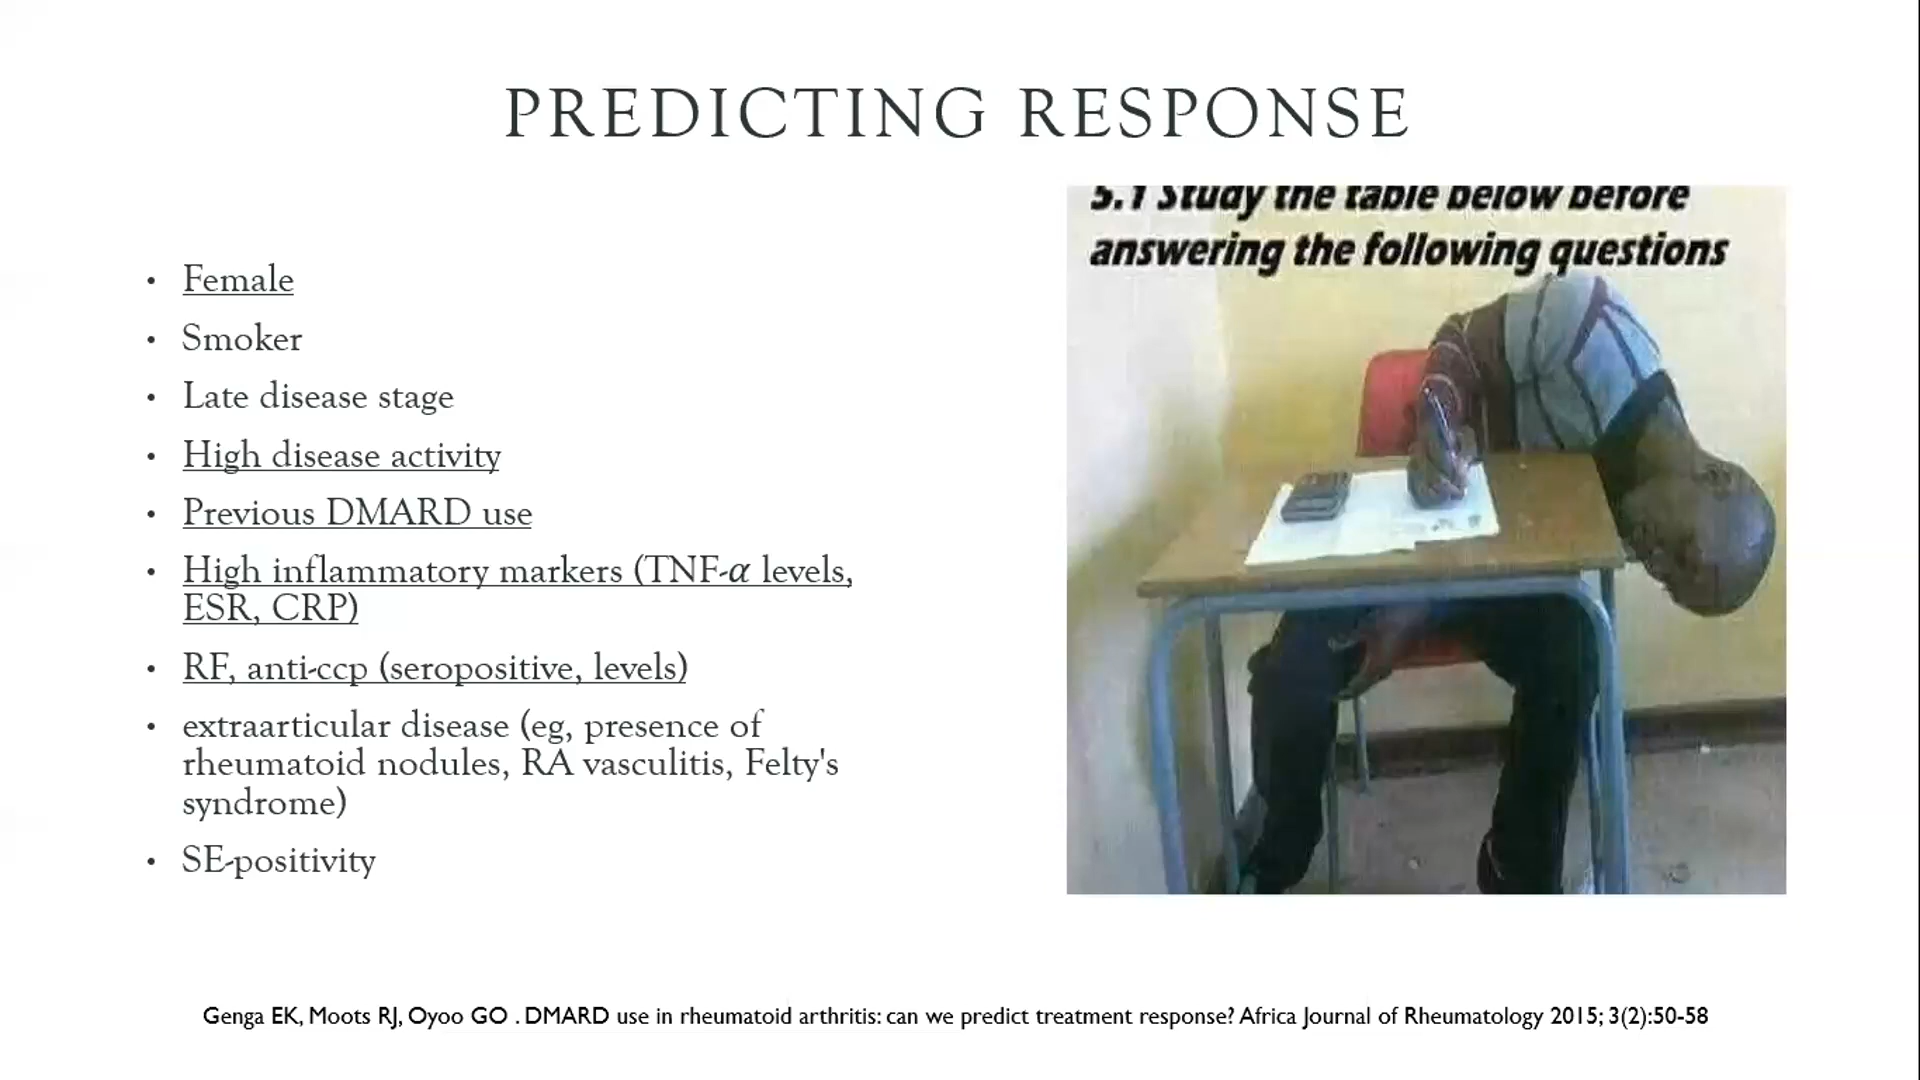 PREDICTING RESPONSE
• Female
• Smoker
• Late disease stage
• High disease activity
• Previous DMARD use
• High inflammatory markers (TNF-α levels,
ESR, CRP)
• RF, anti-ccp (seropositive, levels)
• extraarticular disease (eg, presence of
rheumatoid nodules, RA vasculitis, Felty's
syndrome)
• SE-positivity
5.1 Study the table below before
answering the following questions
Genga EK, Moots RJ, Oyoo GO . DMARD use in rheumatoid arthritis: can we predict treatment response? Africa Journal of Rheumatology 2015; 3(2):50-58